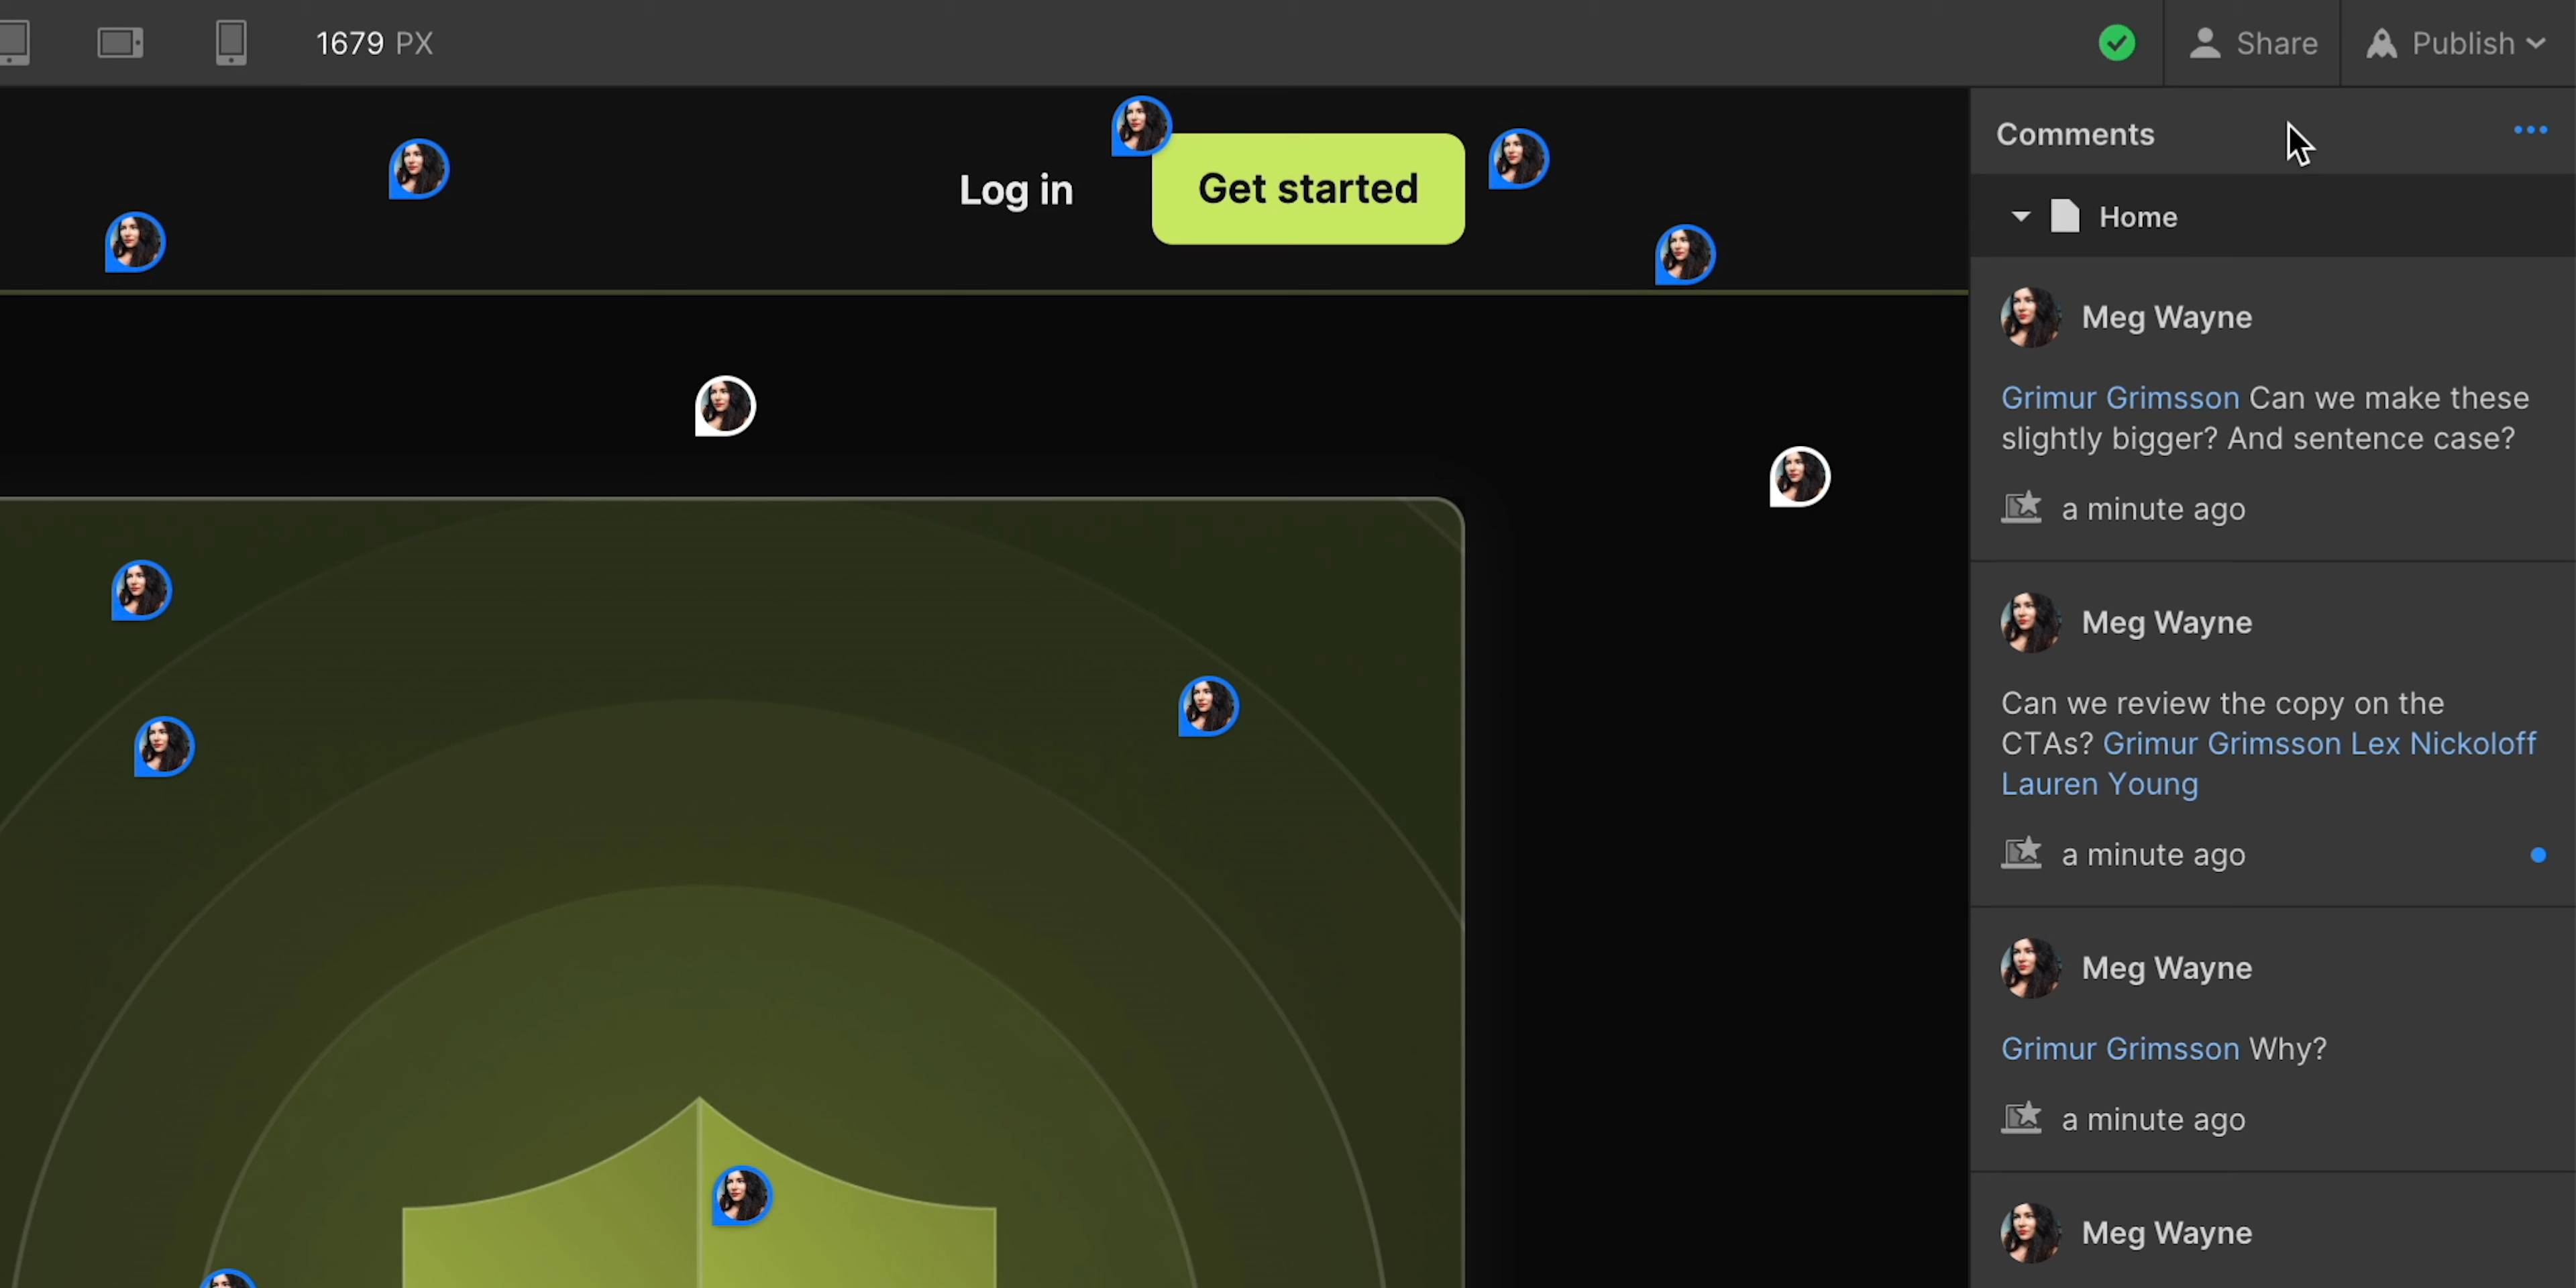 1679 PX
Share
Publish
Log in
Get started
Comments
Home
Meg Wayne
Grimur Grimsson Can we make these
slightly bigger? And sentence case?
a minute ago
Meg Wayne
Can we review the copy on the
CTAs? Grimur Grimsson Lex Nickoloff
Lauren Young
a minute ago
Meg Wayne
Grimur Grimsson Why?
a minute ago
Meg Wayne